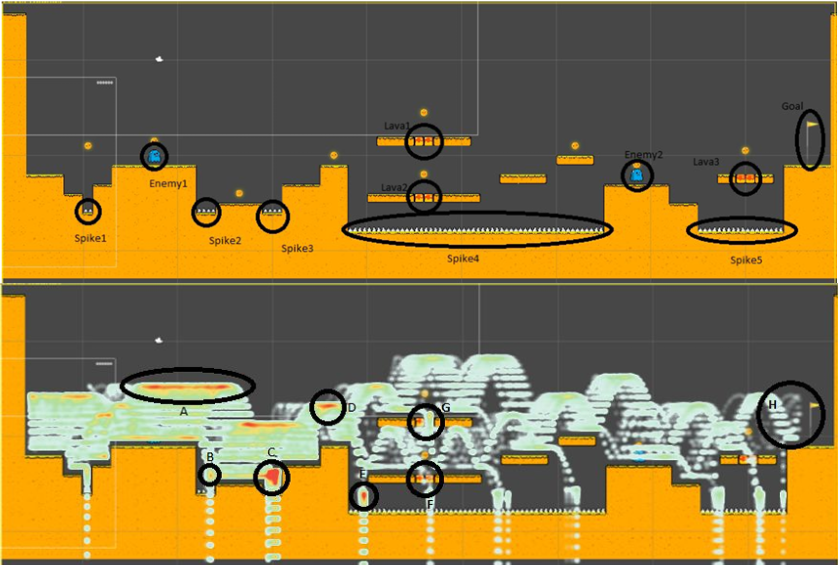 Goal
Lava1
Enemy1
Enemy2
Lava2
Lava3
Spike1
Spike2
Spike3
Spike4
Spike5
A
D
G
H
B
C
E
F